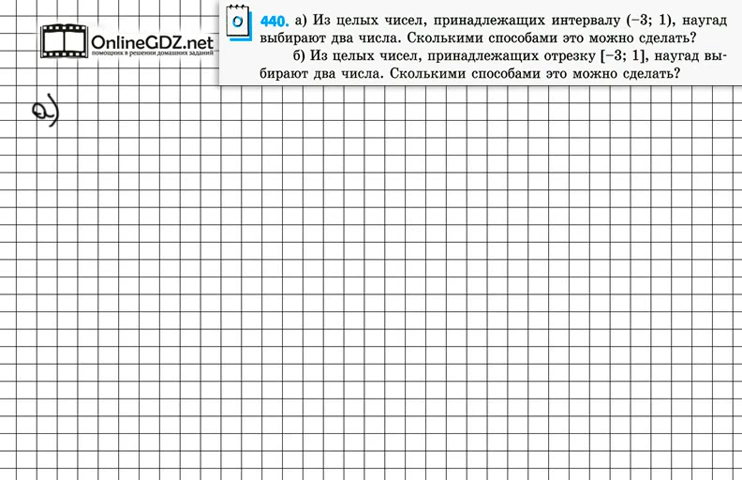 OnlineGDZ.net
помощник в решении домашних заданий
440. а) Из целых чисел, принадлежащих интервалу (−3; 1), наугад
выбирают два числа. Сколькими способами это можно сделать?
б) Из целых чисел, принадлежащих отрезку [−3; 1], наугад вы-
бирают два числа. Сколькими способами это можно сделать?
а)